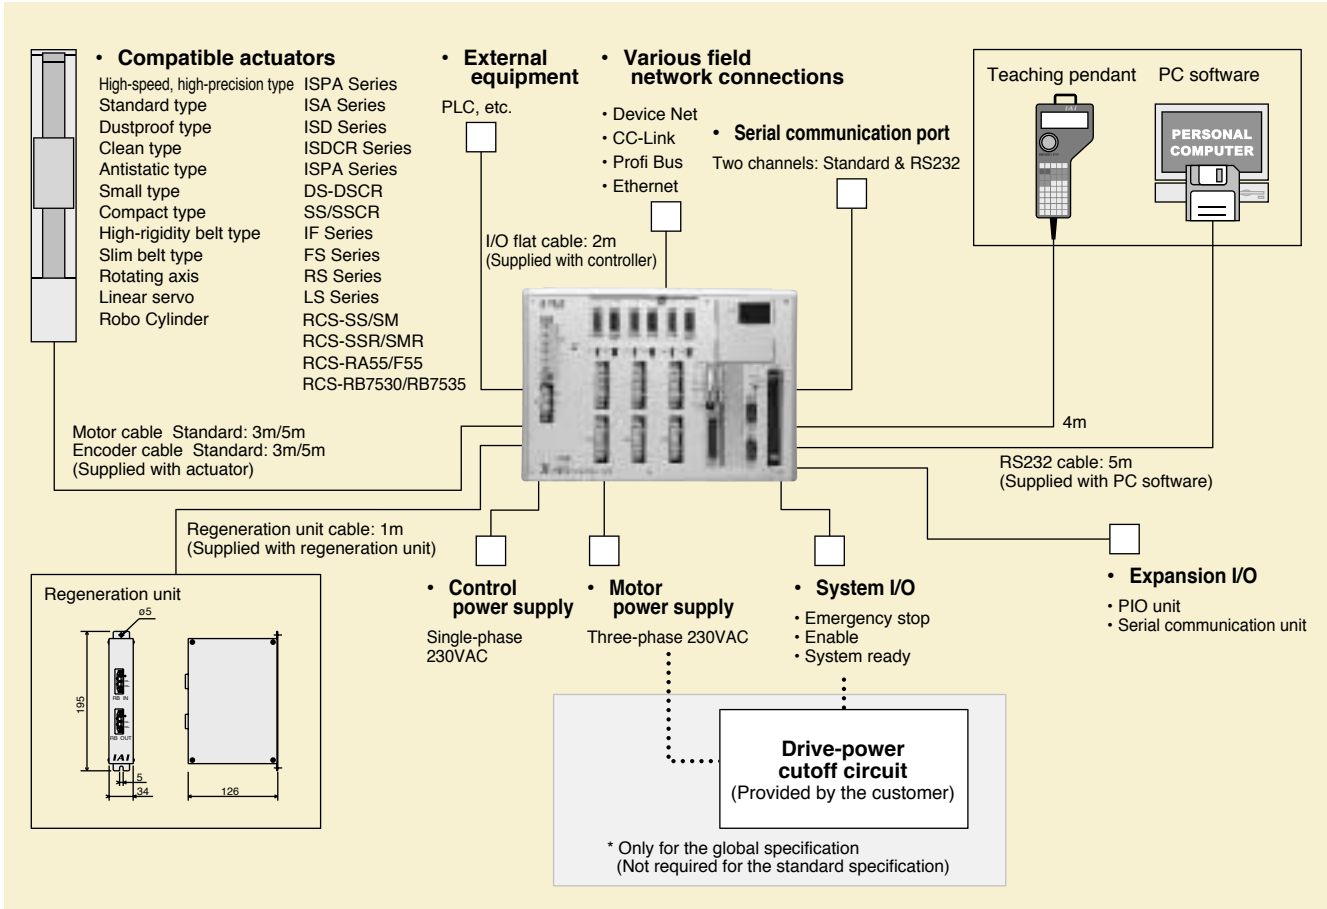 • Compatible actuators
High-speed, high-precision type ISPA Series
Standard type ISA Series
Dustproof type ISD Series
Clean type ISDCR Series
Antistatic type ISPA Series
Small type DS-DSCR
Compact type SS/SSCR
High-rigidity belt type IF Series
Slim belt type FS Series
Rotating axis RS Series
Linear servo LS Series
Robo Cylinder RCS-SS/SM
RCS-SSR/SMR
RCS-RA55/F55
RCS-RB7530/RB7535
• External
equipment
PLC, etc.
• Various field
network connections
• Device Net
• CC-Link
• Profi Bus
• Ethernet
• Serial communication port
Two channels: Standard & RS232
Teaching pendant
PC software
IAI
PERSONAL
COMPUTER
I/O flat cable: 2m
(Supplied with controller)
Motor cable Standard: 3m/5m
Encoder cable Standard: 3m/5m
(Supplied with actuator)
4m
RS232 cable: 5m
(Supplied with PC software)
Regeneration unit cable: 1m
(Supplied with regeneration unit)
Regeneration unit
ø5
195
RB IN
RB OUT
IAI
5
34
126
• Control
power supply
Single-phase
230VAC
• Motor
power supply
Three-phase 230VAC
• System I/O
• Emergency stop
• Enable
• System ready
• Expansion I/O
• PIO unit
• Serial communication unit
Drive-power
cutoff circuit
(Provided by the customer)
* Only for the global specification
(Not required for the standard specification)